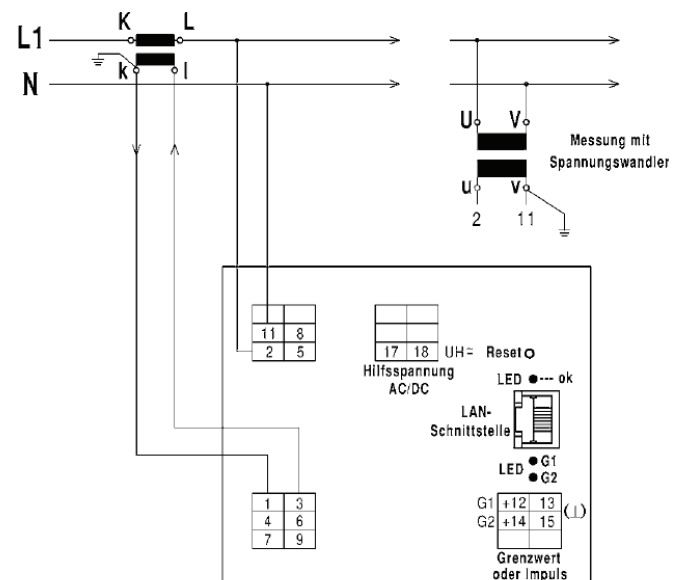 K L
L1
k l
N
U V
Messung mit
Spannungswandler
u v
2 11
11 8
2 5
17 18 UH= Reset
Hilfsspannung
AC/DC
LED --- ok
LAN-
Schnittstelle
LED G1
G2
1 3
4 6
7 9
G1 +12 13 (⊥)
G2 +14 15
Grenzwert
oder Impuls